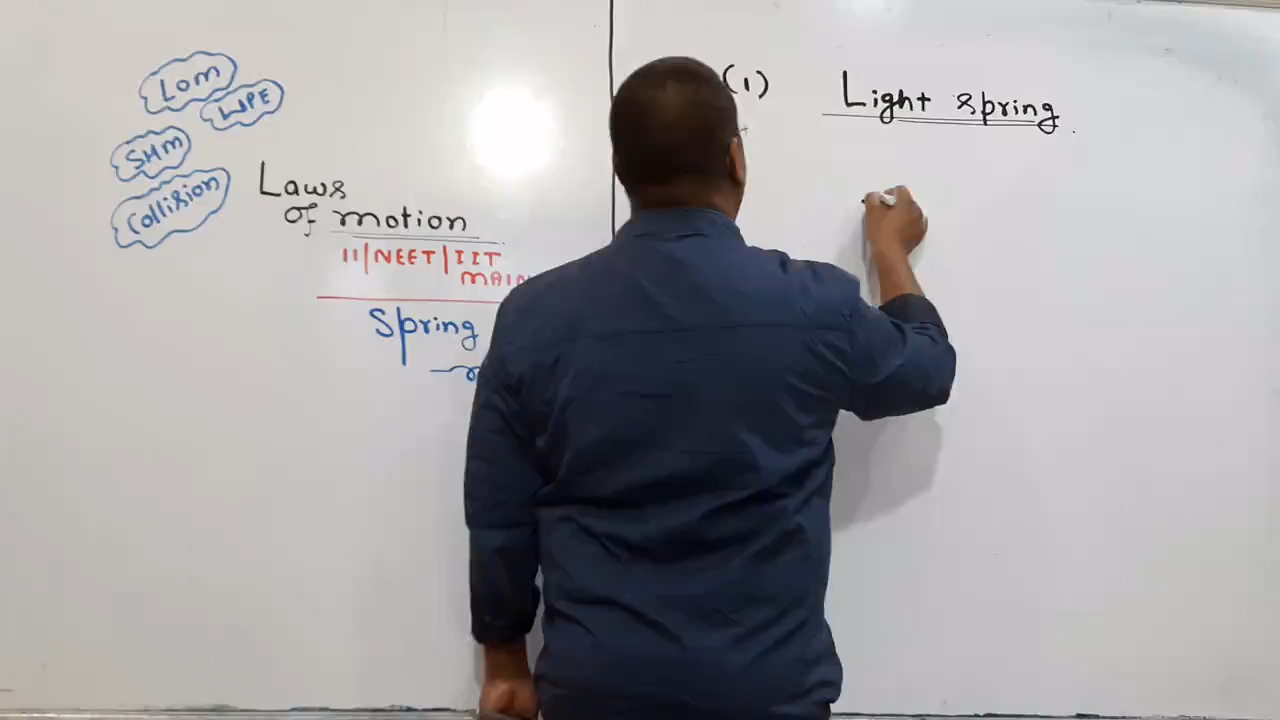 LOM
WPE
SHM
Collision
Laws
of motion
11|NEET|IIT
MAIN
Spring
(1) Light spring